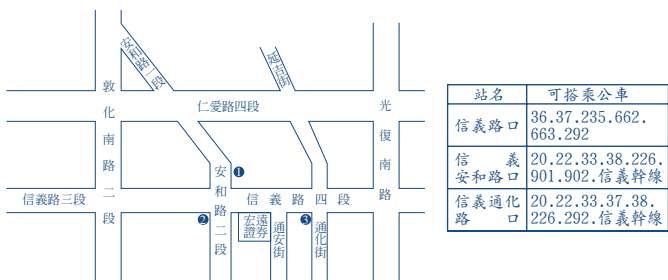 安和路一段
延吉街
敦化南路二段
仁愛路四段
光復南路
❶
安和路二段
信義路三段
信義路四段
❷
宏遠
證券
通安街
❸
通化街
站名 可搭乘公車
信義路口 36.37.235.662.
663.292
信義 20.22.33.38.226.
安和路口 901.902.信義幹線
信義通化 20.22.33.37.38.
路口 226.292.信義幹線